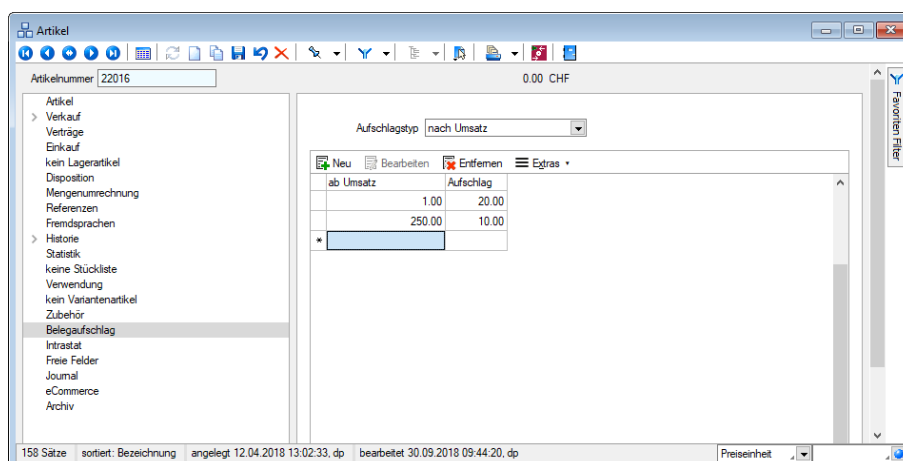 Artikel
Artikelnummer 22016 0.00 CHF
Favoriten Filter
Artikel
Verkauf
Verträge
Einkauf
kein Lagerartikel
Disposition
Mengenumrechnung
Referenzen
Fremdsprachen
Historie
Statistik
keine Stückliste
Verwendung
kein Variantenartikel
Zubehör
Belegaufschlag
Intrastat
Freie Felder
Journal
eCommerce
Archiv
Aufschlagstyp nach Umsatz
Neu Bearbeiten Entfernen Extras
ab Umsatz Aufschlag
1.00 20.00
250.00 10.00
*
158 Sätze sortiert: Bezeichnung angelegt 12.04.2018 13:02:33, dp bearbeitet 30.09.2018 09:44:20, dp Preiseinheit